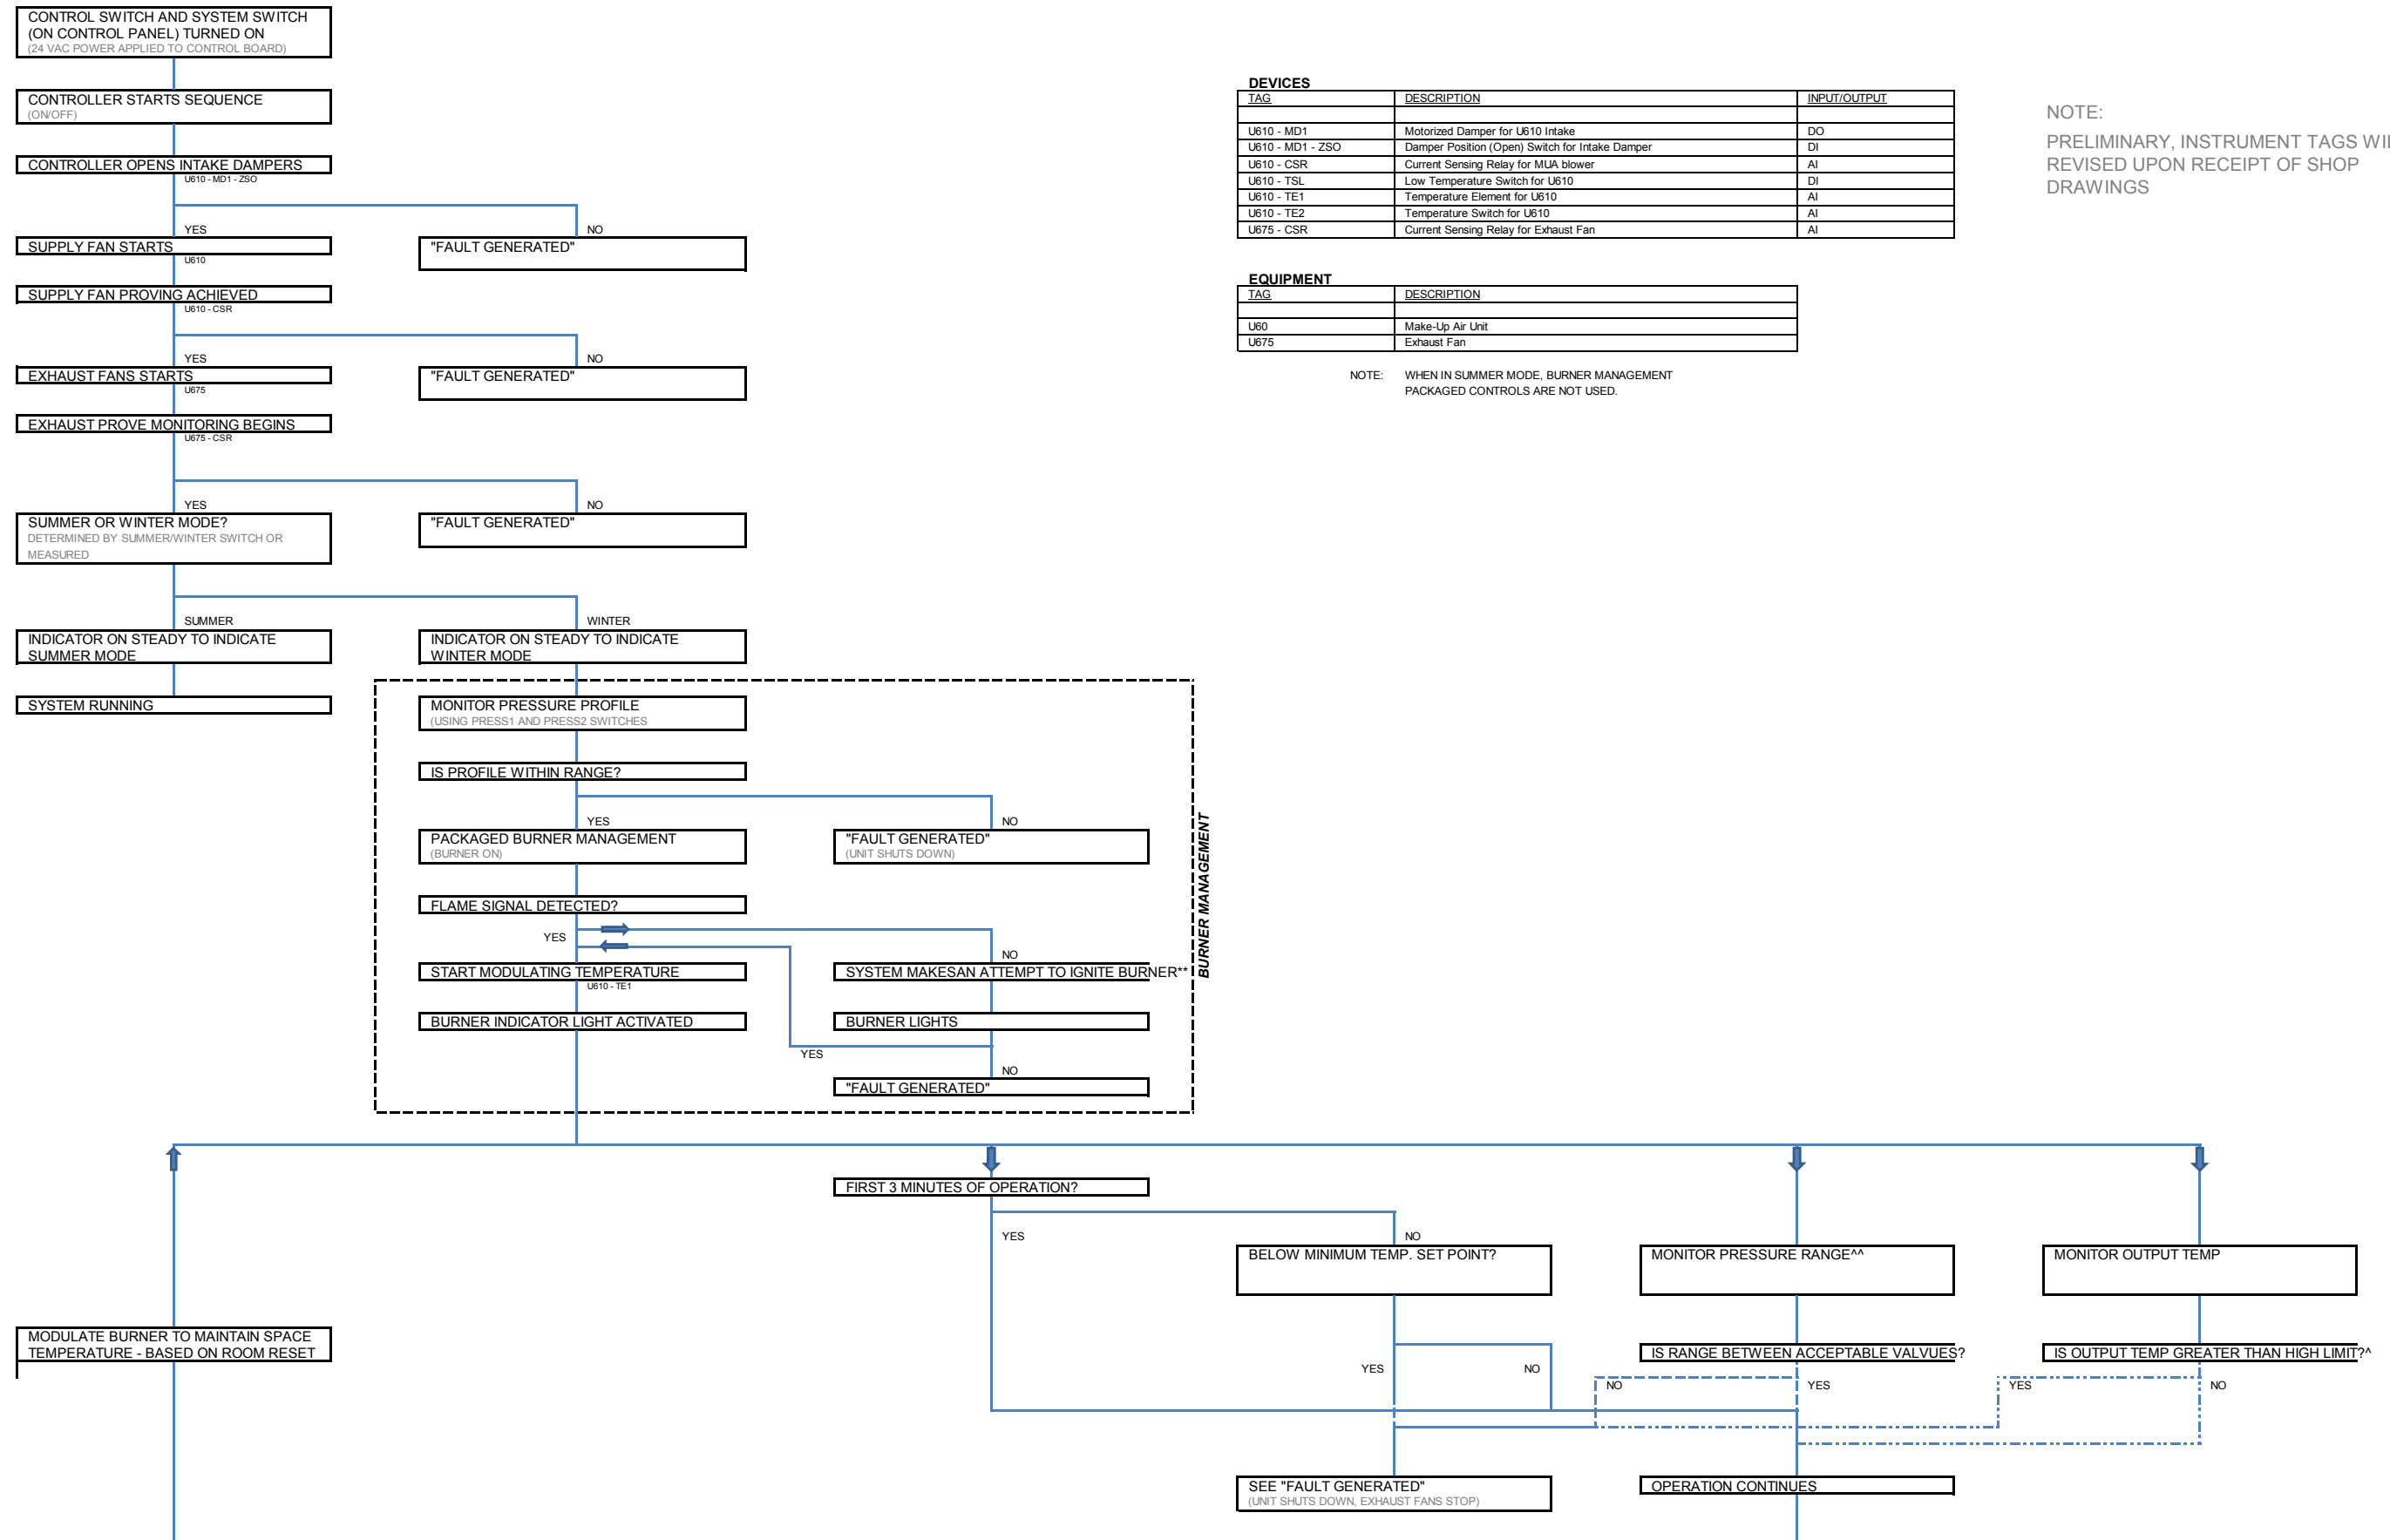 CONTROL SWITCH AND SYSTEM SWITCH
(ON CONTROL PANEL) TURNED ON
(24 VAC POWER APPLIED TO CONTROL BOARD)
CONTROLLER STARTS SEQUENCE
(ON/OFF)
CONTROLLER OPENS INTAKE DAMPERS
U610 - MD1 - ZSO
YES
NO
SUPPLY FAN STARTS
U610
"FAULT GENERATED"
SUPPLY FAN PROVING ACHIEVED
U610 - CSR
YES
NO
EXHAUST FANS STARTS
U675
"FAULT GENERATED"
EXHAUST PROVE MONITORING BEGINS
U675 - CSR
YES
NO
SUMMER OR WINTER MODE?
DETERMINED BY SUMMER/WINTER SWITCH OR
MEASURED
"FAULT GENERATED"
SUMMER
WINTER
INDICATOR ON STEADY TO INDICATE
SUMMER MODE
INDICATOR ON STEADY TO INDICATE
WINTER MODE
SYSTEM RUNNING
DEVICES
TAG DESCRIPTION INPUT/OUTPUT
U610 - MD1 Motorized Damper for U610 Intake DO
U610 - MD1 - ZSO Damper Position (Open) Switch for Intake Damper DI
U610 - CSR Current Sensing Relay for MUA blower AI
U610 - TSL Low Temperature Switch for U610 DI
U610 - TE1 Temperature Element for U610 AI
U610 - TE2 Temperature Switch for U610 AI
U675 - CSR Current Sensing Relay for Exhaust Fan AI
EQUIPMENT
TAG DESCRIPTION
U60 Make-Up Air Unit
U675 Exhaust Fan
NOTE: WHEN IN SUMMER MODE, BURNER MANAGEMENT
PACKAGED CONTROLS ARE NOT USED.
NOTE:
PRELIMINARY, INSTRUMENT TAGS
REVISED UPON RECEIPT OF SHOP
DRAWINGS
MONITOR PRESSURE PROFILE
(USING PRESS1 AND PRESS2 SWITCHES
IS PROFILE WITHIN RANGE?
YES
NO
PACKAGED BURNER MANAGEMENT
(BURNER ON)
"FAULT GENERATED"
(UNIT SHUTS DOWN)
FLAME SIGNAL DETECTED?
YES
NO
START MODULATING TEMPERATURE
U610 - TE1
SYSTEM MAKESAN ATTEMPT TO IGNITE BURNER**
BURNER INDICATOR LIGHT ACTIVATED
BURNER LIGHTS
YES
NO
"FAULT GENERATED"
BURNER MANAGEMENT
FIRST 3 MINUTES OF OPERATION?
YES
NO
BELOW MINIMUM TEMP. SET POINT?
MONITOR PRESSURE RANGE^^
MONITOR OUTPUT TEMP
MODULATE BURNER TO MAINTAIN SPACE
TEMPERATURE - BASED ON ROOM RESET
IS RANGE BETWEEN ACCEPTABLE VALVUES?
IS OUTPUT TEMP GREATER THAN HIGH LIMIT?^
YES
NO
NO
YES
YES
NO
SEE "FAULT GENERATED"
(UNIT SHUTS DOWN, EXHAUST FANS STOP)
OPERATION CONTINUES